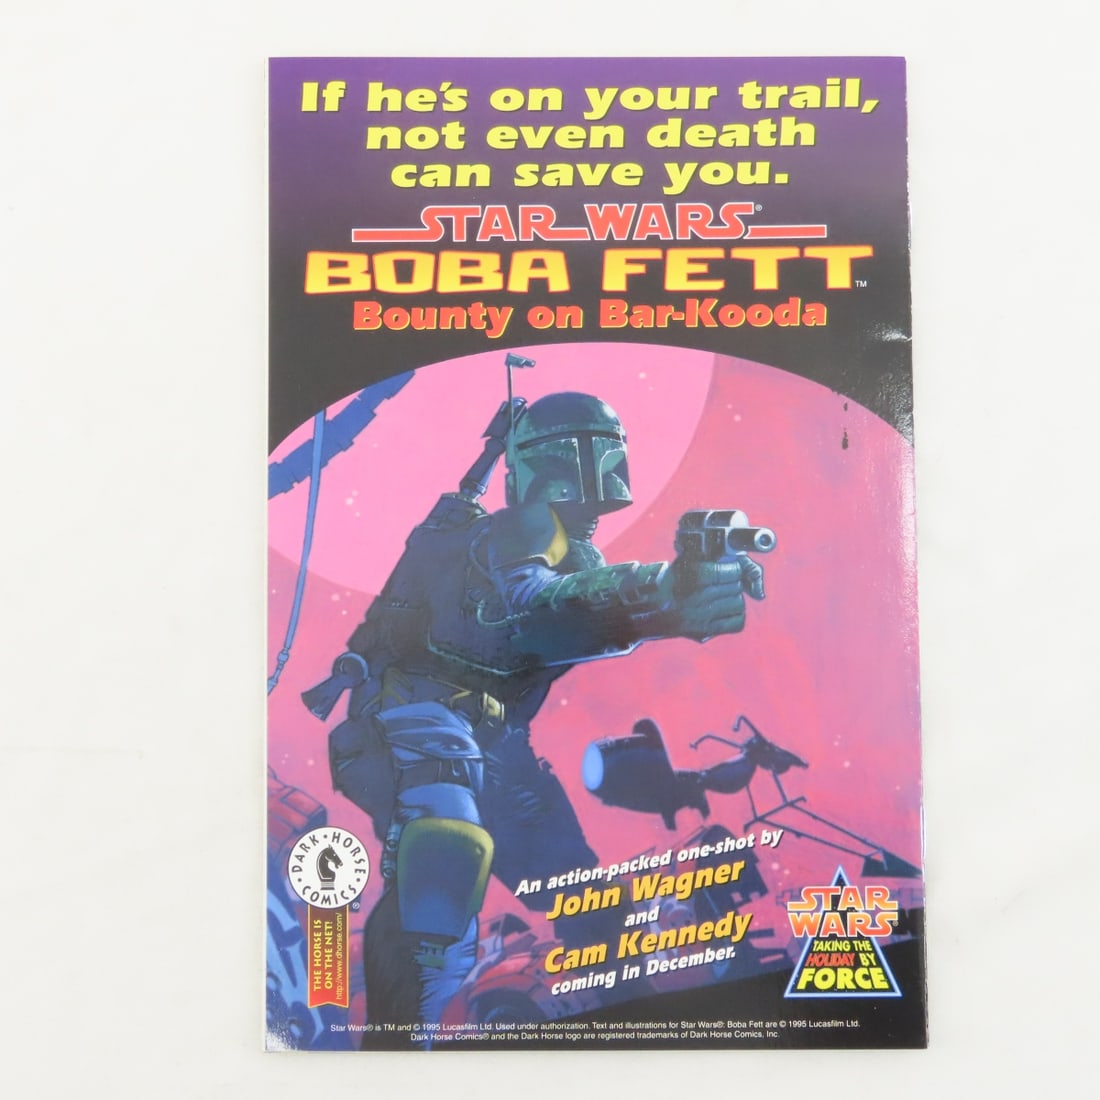 If he's on your trail,
not even death
can save you.
STAR WARS®
BOBA FETT™
Bounty on Bar-Kooda
An action-packed one-shot by
John Wagner
and
Cam Kennedy
coming in December.
DARK • HORSE • COMICS •
®
THE HORSE IS
ON THE NET!
http://www.dhorse.com/
STAR
WARS®
TAKING THE
HOLIDAY BY
FORCE
Star Wars® is TM and © 1995 Lucasfilm Ltd. Used under authorization. Text and illustrations for Star Wars®: Boba Fett are © 1995 Lucasfilm Ltd.
Dark Horse Comics® and the Dark Horse logo are registered trademarks of Dark Horse Comics, Inc.